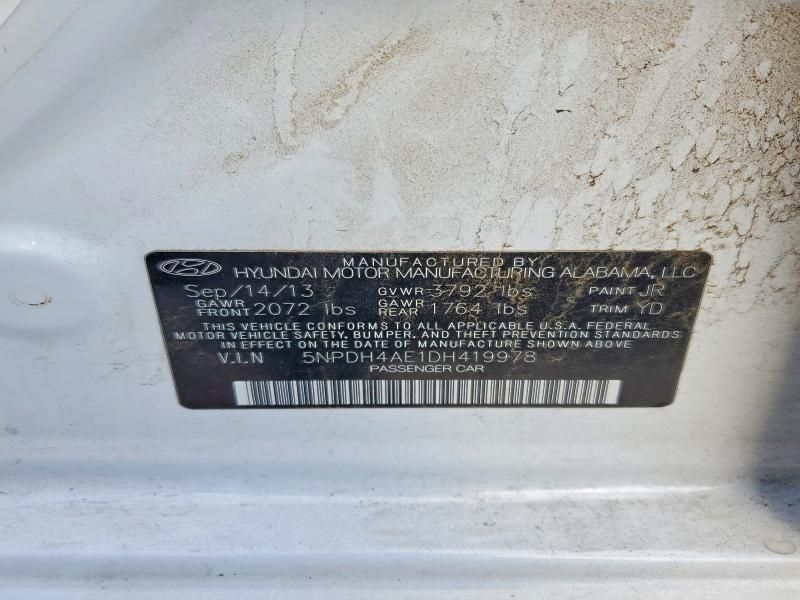 MANUFACTURED BY
HYUNDAI MOTOR MANUFACTURING ALABAMA, LLC
Sep/14/13 GVWR 3792 lbs PAINT JR
GAWR FRONT 2072 lbs GAWR REAR 1764 lbs TRIM YD
THIS VEHICLE CONFORMS TO ALL APPLICABLE U.S. FEDERAL
MOTOR VEHICLE SAFETY, BUMPER, AND THEFT PREVENTION STANDARDS
IN EFFECT ON THE DATE OF MANUFACTURE SHOWN ABOVE
V.I.N 5NPDH4AE1DH419978
PASSENGER CAR